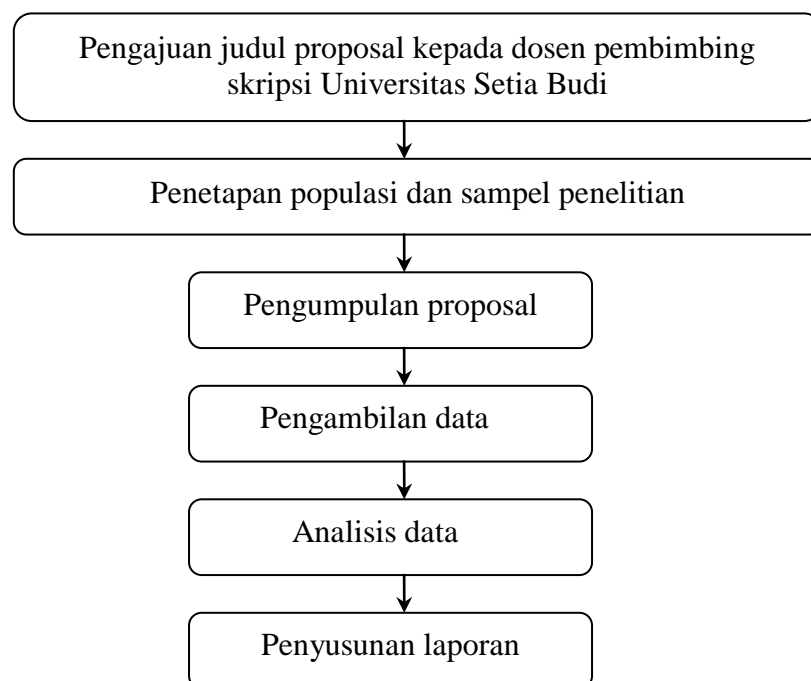 Pengajuan judul proposal kepada dosen pembimbing
skripsi Universitas Setia Budi
Penetapan populasi dan sampel penelitian
Pengumpulan proposal
Pengambilan data
Analisis data
Penyusunan laporan